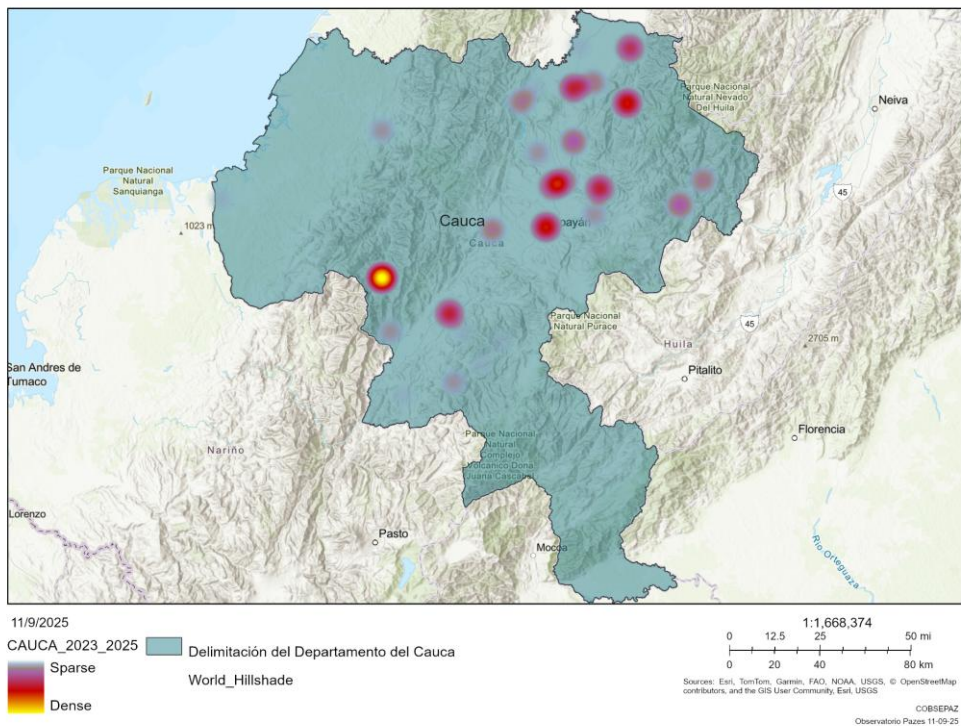 Parque Nacional
Natural Nevado
Del Huila
Neiva
Parque Nacional
Natural
Sanquianga
45
1023 m
Cauca
payán
Cauca
Parque Nacional
Natural Purace
45
Huila
2705 m
San Andres de
Tumaco
Pitalito
Florencia
Nariño
Parque Nacional
Natural
Complejo
Volcanico Dona
Juana Cascabel
Lorenzo
Pasto
Mocoa
Río Orteguaza
11/9/2025
CAUCA_2023_2025
Sparse
Dense
Delimitación del Departamento del Cauca
World_Hillshade
1:1,668,374
0 12.5 25 50 mi
0 20 40 80 km
Sources: Esri, TomTom, Garmin, FAO, NOAA, USGS, © OpenStreetMap
contributors, and the GIS User Community, Esri, USGS
COBSEPAZ
Observatorio Pazes 11-09-25